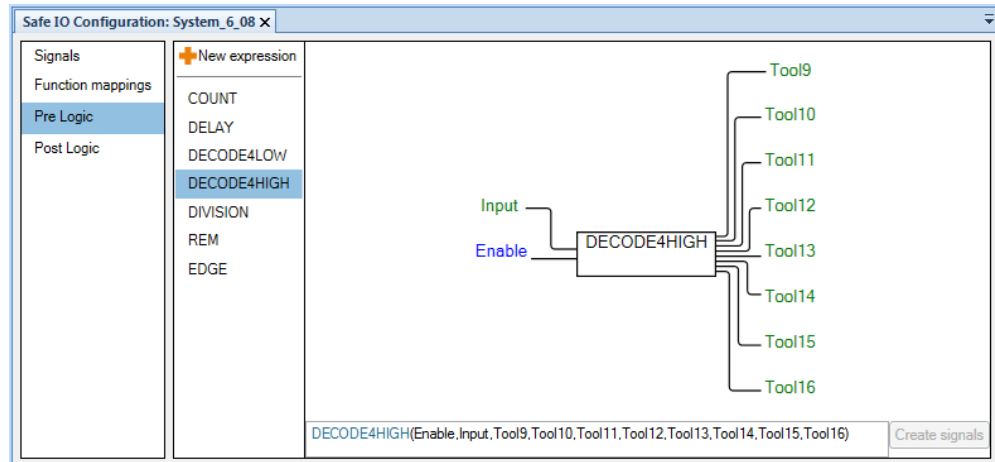 Safe IO Configuration: System_6_08 X
Signals
Function mappings
Pre Logic
Post Logic
New expression
COUNT
DELAY
DECODE4LOW
DECODE4HIGH
DIVISION
REM
EDGE
Input
Enable
DECODE4HIGH
Tool9
Tool10
Tool11
Tool12
Tool13
Tool14
Tool15
Tool16
DECODE4HIGH(Enable,Input,Tool9,Tool10,Tool11,Tool12,Tool13,Tool14,Tool15,Tool16)
Create signals